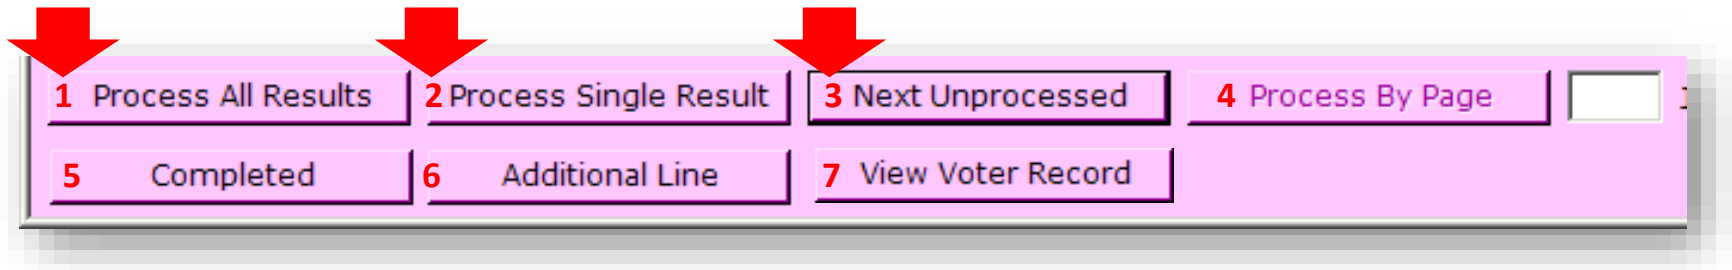 1 Process All Results 2 Process Single Result 3 Next Unprocessed 4 Process By Page
5 Completed 6 Additional Line 7 View Voter Record